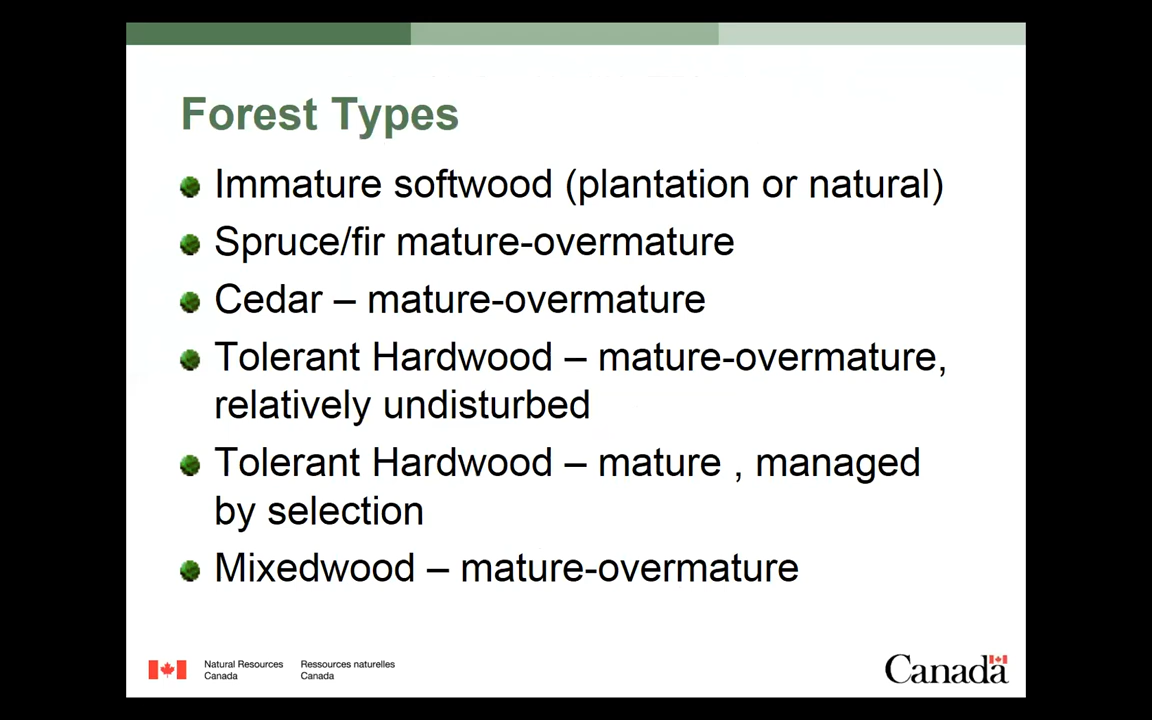 Forest Types
Immature softwood (plantation or natural)
Spruce/fir mature-overmature
Cedar – mature-overmature
Tolerant Hardwood – mature-overmature,
relatively undisturbed
Tolerant Hardwood – mature , managed
by selection
Mixedwood – mature-overmature
Natural Resources
Canada
Ressources naturelles
Canada
Canada